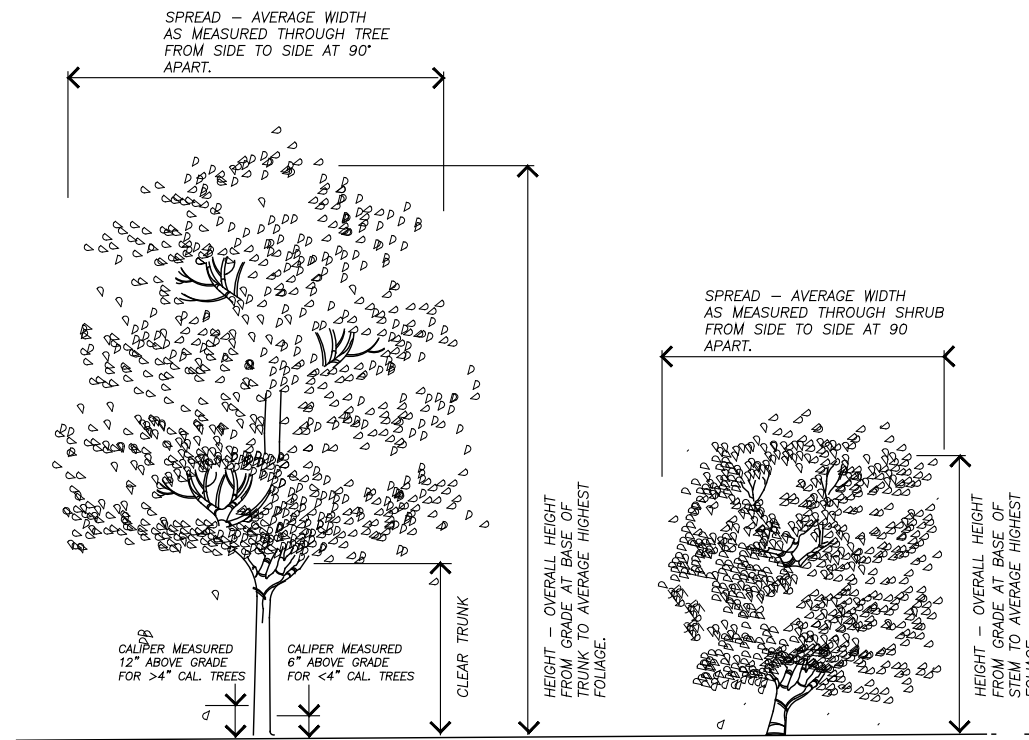 SPREAD – AVERAGE WIDTH
AS MEASURED THROUGH TREE
FROM SIDE TO SIDE AT 90°
APART.
SPREAD – AVERAGE WIDTH
AS MEASURED THROUGH SHRUB
FROM SIDE TO SIDE AT 90
APART.
HEIGHT – OVERALL HEIGHT
FROM GRADE AT BASE OF
TRUNK TO AVERAGE HIGHEST
FOLIAGE.
HEIGHT – OVERALL HEIGHT
FROM GRADE AT BASE OF
STEM TO AVERAGE HIGHEST
CLEAR TRUNK
CALIPER MEASURED
12" ABOVE GRADE
FOR >4" CAL. TREES
CALIPER MEASURED
6" ABOVE GRADE
FOR <4" CAL. TREES